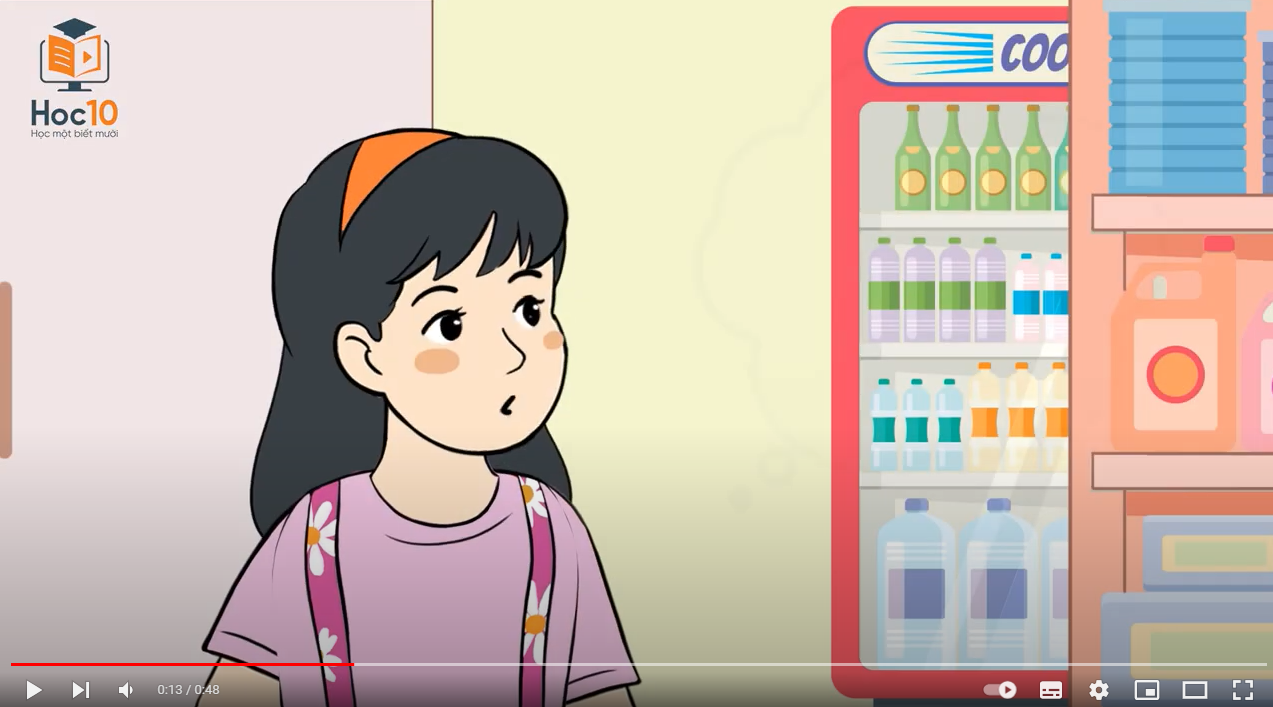 Hoc10
Học một biết mười
COO
0:13 / 0:48